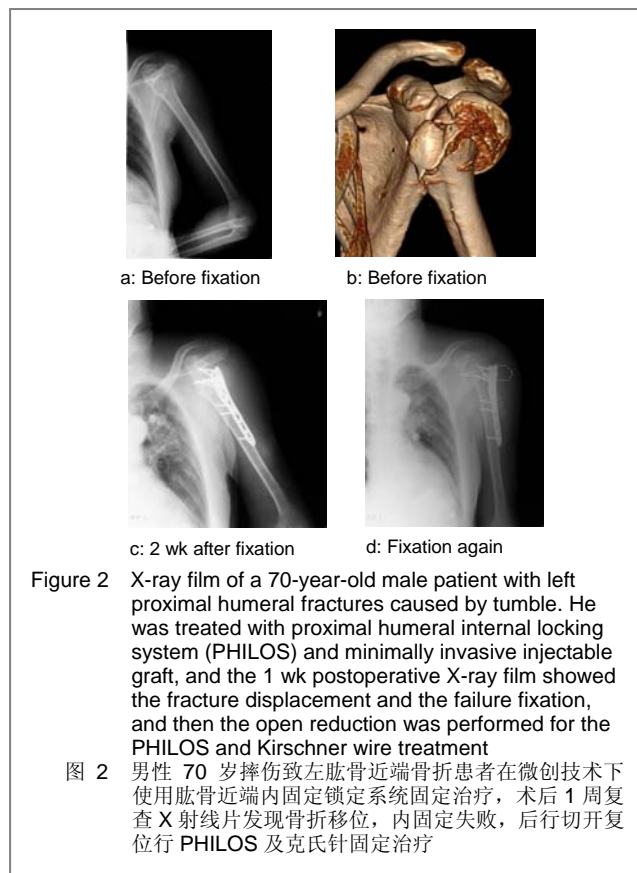 a: Before fixation b: Before fixation
c: 2 wk after fixation d: Fixation again
Figure 2 X-ray film of a 70-year-old male patient with left
proximal humeral fractures caused by tumble. He
was treated with proximal humeral internal locking
system (PHILOS) and minimally invasive injectable
graft, and the 1 wk postoperative X-ray film showed
the fracture displacement and the failure fixation,
and then the open reduction was performed for the
PHILOS and Kirschner wire treatment
图 2 男性 70 岁摔伤致左肱骨近端骨折患者在微创技术下
使用肱骨近端内固定锁定系统固定治疗，术后 1 周复
查 X 射线片发现骨折移位，内固定失败，后行切开复
位行 PHILOS 及克氏针固定治疗